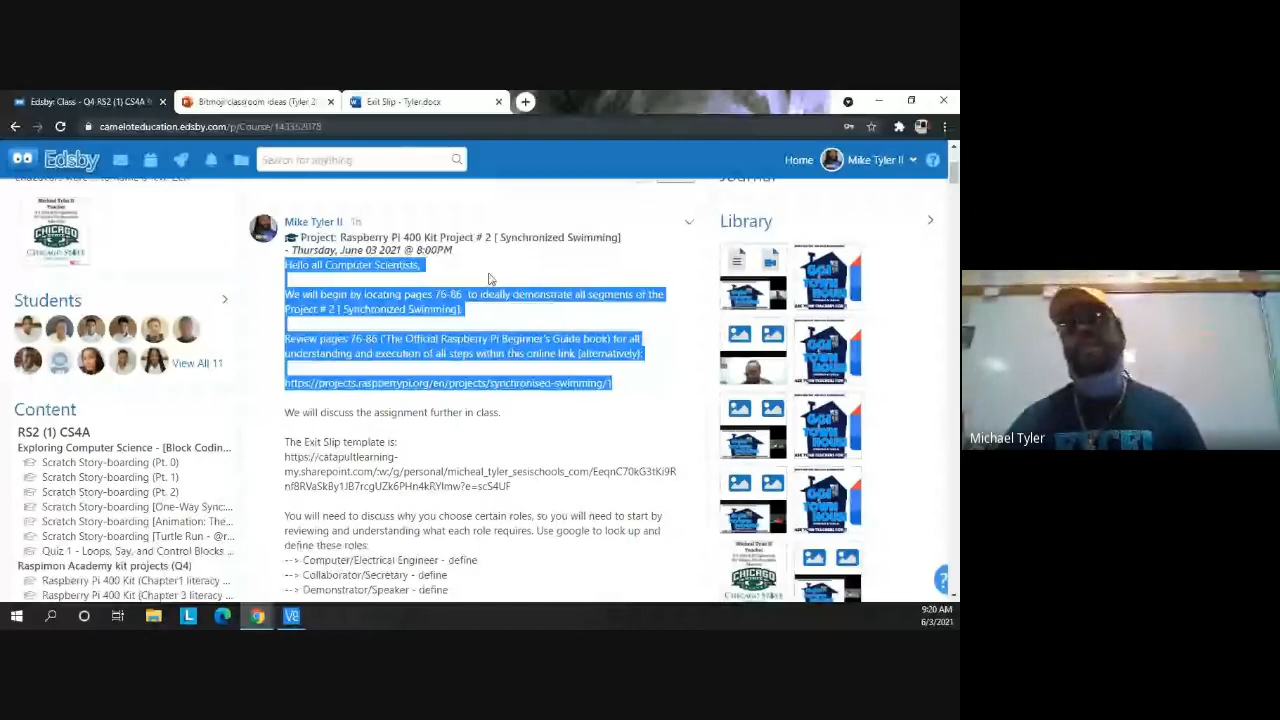 Edsby: Class - Q4 RS2 (1) CS4A
Bitmoji classroom ideas (Tyler 2
Exit Slip - Tyler.docx
cameloteducation.edsby.com/p/Course/143352078
Edsby
Search for anything
Home
Mike Tyler II
Library
Michael Tyler II
Teacher
CHICAGO
STATE
Mike Tyler II 1h
Project: Raspberry Pi 400 Kit Project # 2 [ Synchronized Swimming]
- Thursday, June 03 2021 @ 8:00PM
Hello all Computer Scientists,
We will begin by locating pages 76-86 to ideally demonstrate all segments of the
Project # 2 [ Synchronized Swimming].
Review pages 76-86 ('The Official Raspberry Pi Beginner's Guide book) for all
understanding and execution of all steps within this online link [alternatively):
https://projects.raspberrypi.org/en/projects/synchronised-swimming/1
We will discuss the assignment further in class.
The Exit Slip template is:
https://catapultlearning-
You will need to discuss why you choose certain roles, so you will need to start by
reviewing and understanding what each role requires. Use google to look up and
define these roles:
--> Computer/Electrical Engineer - define
--> Collaborator/Secretary - define
--> Demonstrator/Speaker - define
Students
View All 11
Content
RS2 (1) CS4A
Exploring Computer Science - [Block Codin...
Scratch Story-boarding (Pt. 0)
Scratch Story-boarding (Pt. 1)
Scratch Story-boarding (Pt. 2)
Scratch Story-boarding [One-Way Sync...
Scratch Story-boarding [Animation: The...
Scratch Story-boarding [Turtle Run - @r...
Quiz 1 - Loops, Say, and Control Blocks ...
Raspberry Academy kit projects (Q4)
Raspberry Pi 400 Kit (Chapter1 literacy ...
Raspberry Pi 400 Kit [Chapter 3 literacy ...
TOWN
HOUSE
Michael Tyler
9:20 AM
6/3/2021